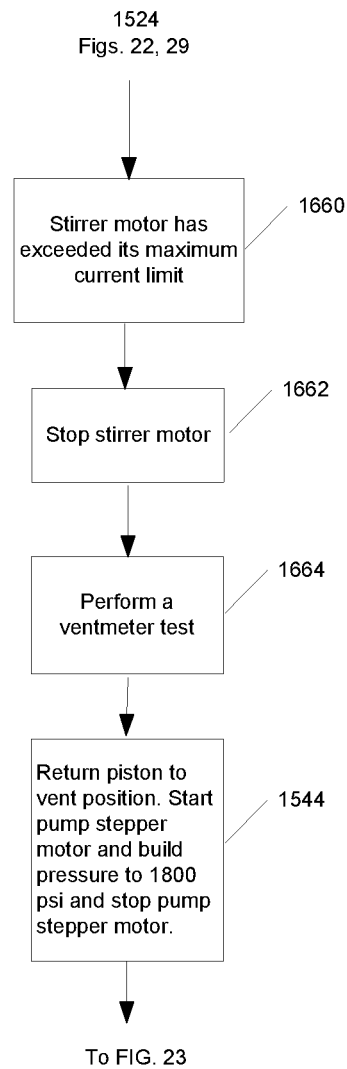 1524
Figs. 22, 29
Stirrer motor has
exceeded its maximum
current limit
1660
Stop stirrer motor
1662
Perform a
ventmeter test
1664
Return piston to
vent position. Start
pump stepper
motor and build
pressure to 1800
psi and stop pump
stepper motor.
1544
To FIG. 23